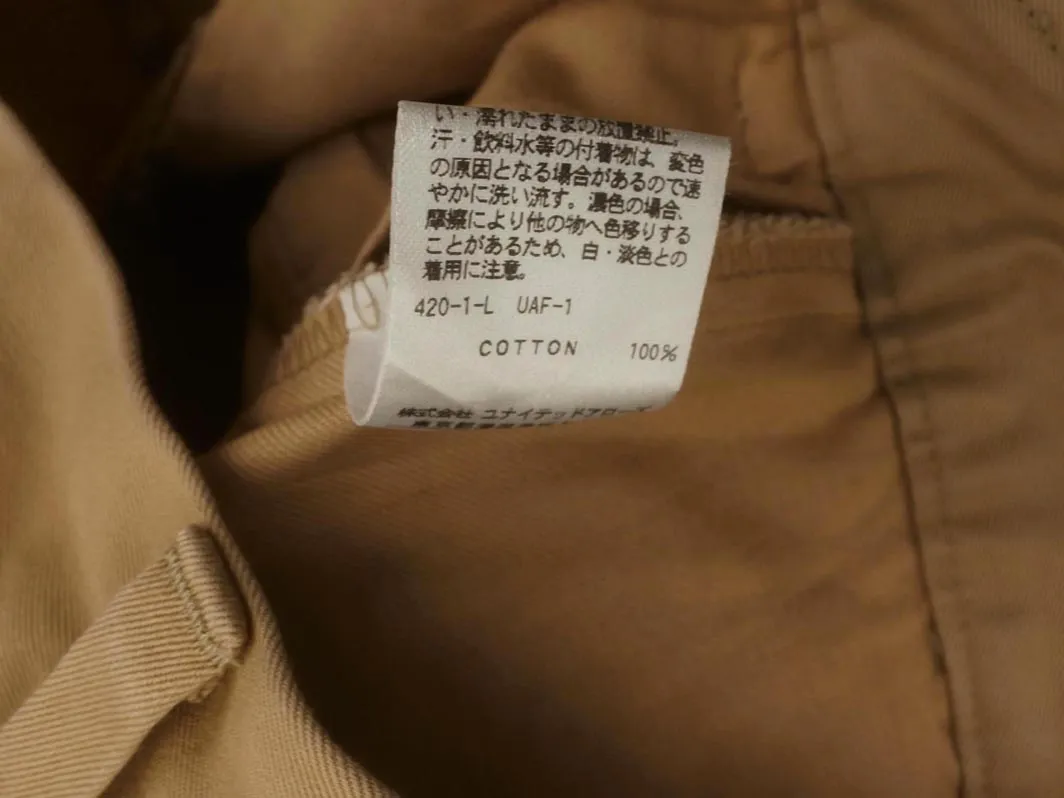 い・濡れたままの放置禁止。
汗・飲料水等の付着物は、変色
の原因となる場合があるので速
やかに洗い流す。濃色の場合、
摩擦により他の物へ色移りする
ことがあるため、白・淡色との
着用に注意。
420-1-L UAF-1
COTTON 100%
株式会社 ユナイテッドアローズ
東京都